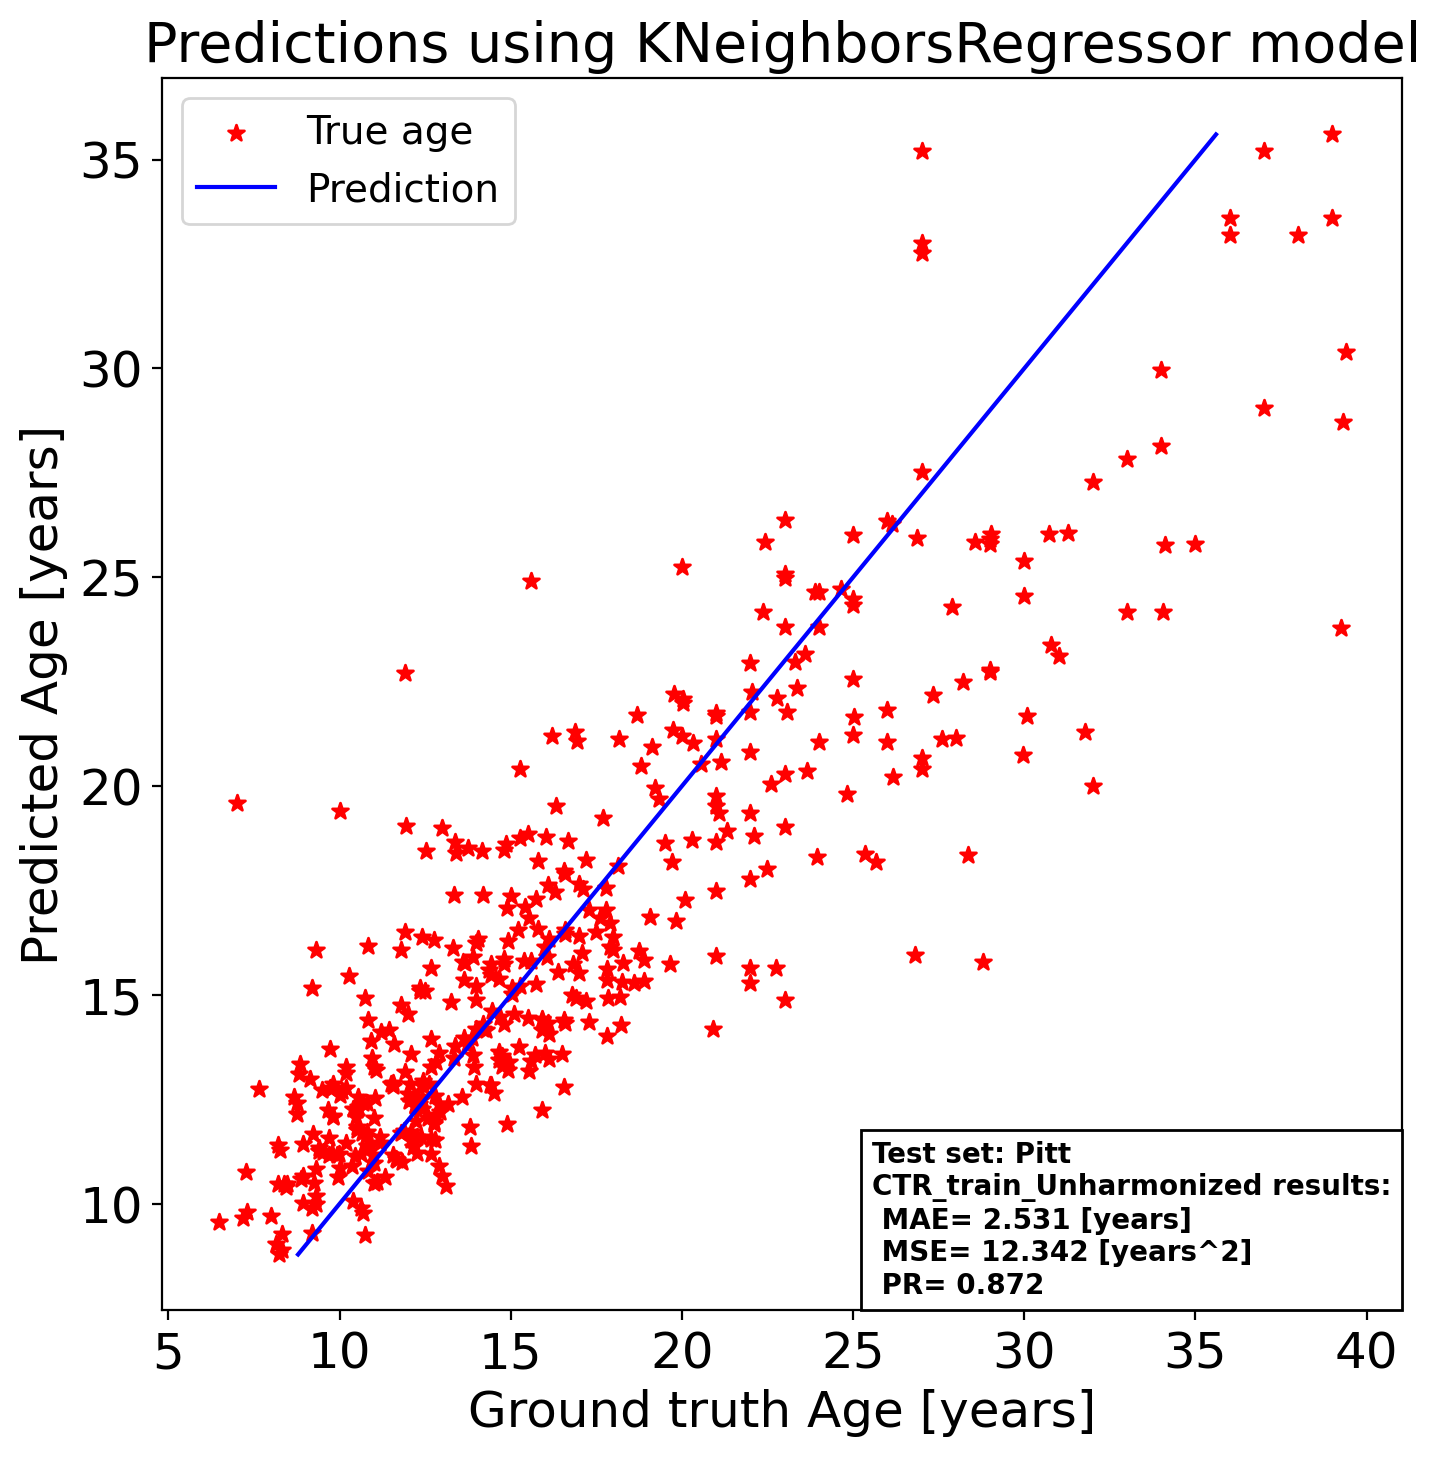 Predictions using KNeighborsRegressor model
True age
Prediction
35
30
25
20
15
10
Predicted Age [years]
Test set: Pitt
CTR_train_Unharmonized results:
MAE= 2.531 [years]
MSE= 12.342 [years^2]
PR= 0.872
5 10 15 20 25 30 35 40
Ground truth Age [years]